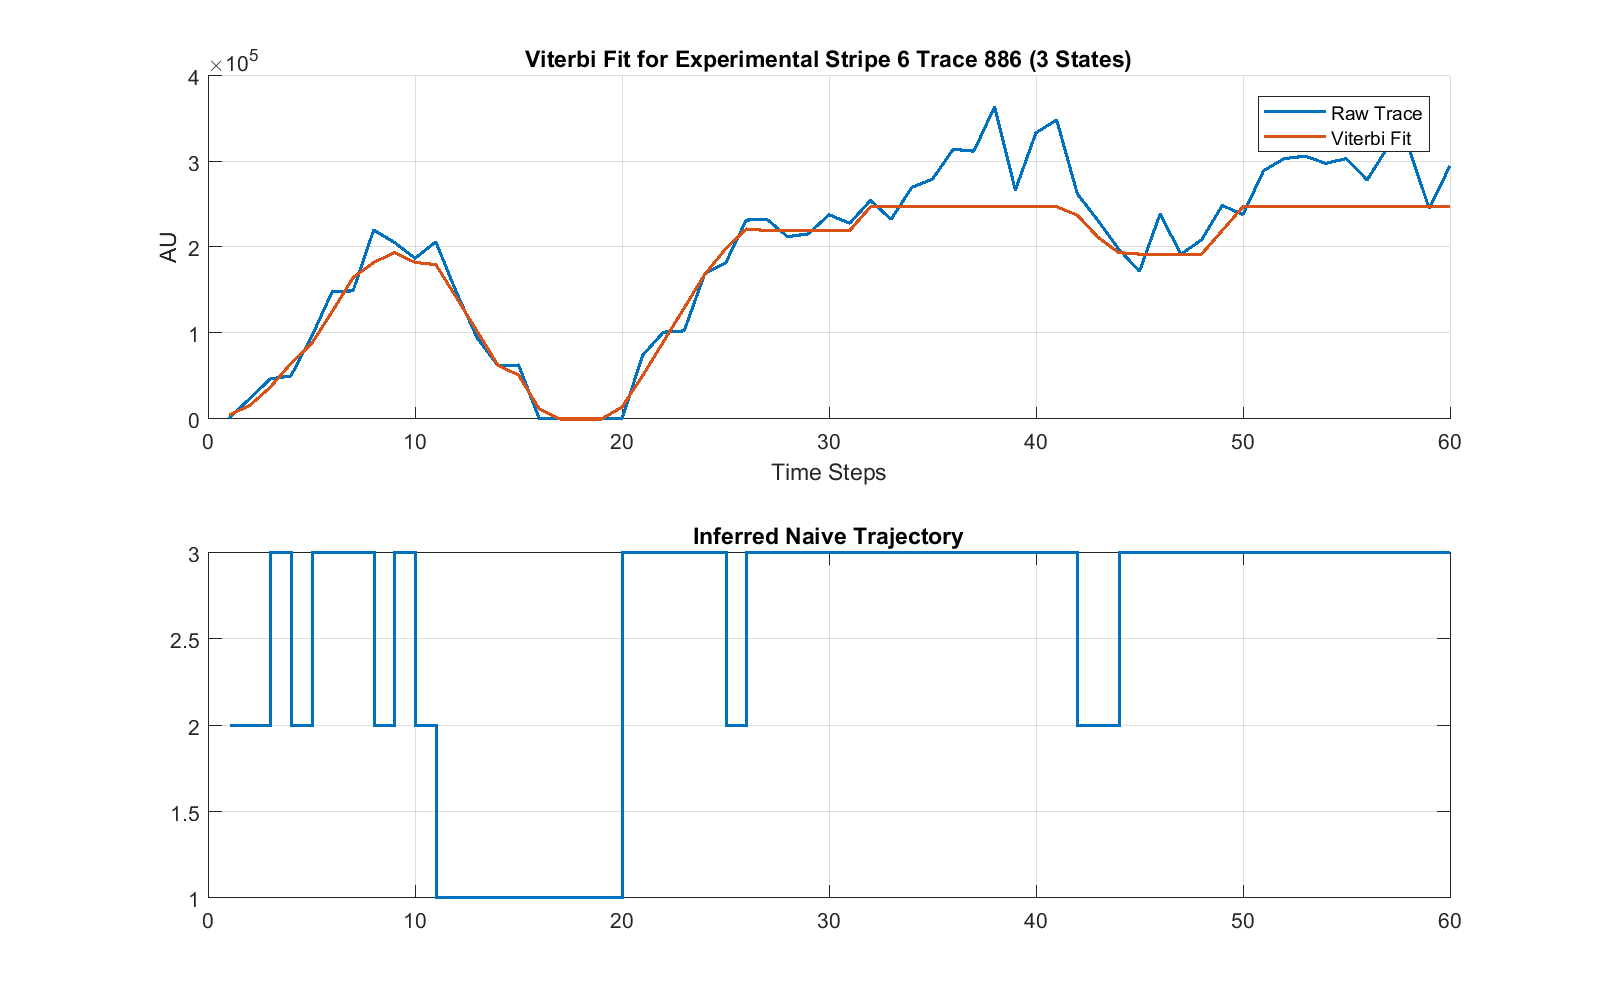 Viterbi Fit for Experimental Stripe 6 Trace 886 (3 States)
×10^5
4
3
2
1
0
AU
Raw Trace
Viterbi Fit
0 10 20 30 40 50 60
Time Steps
Inferred Naive Trajectory
3
2.5
2
1.5
1
0 10 20 30 40 50 60